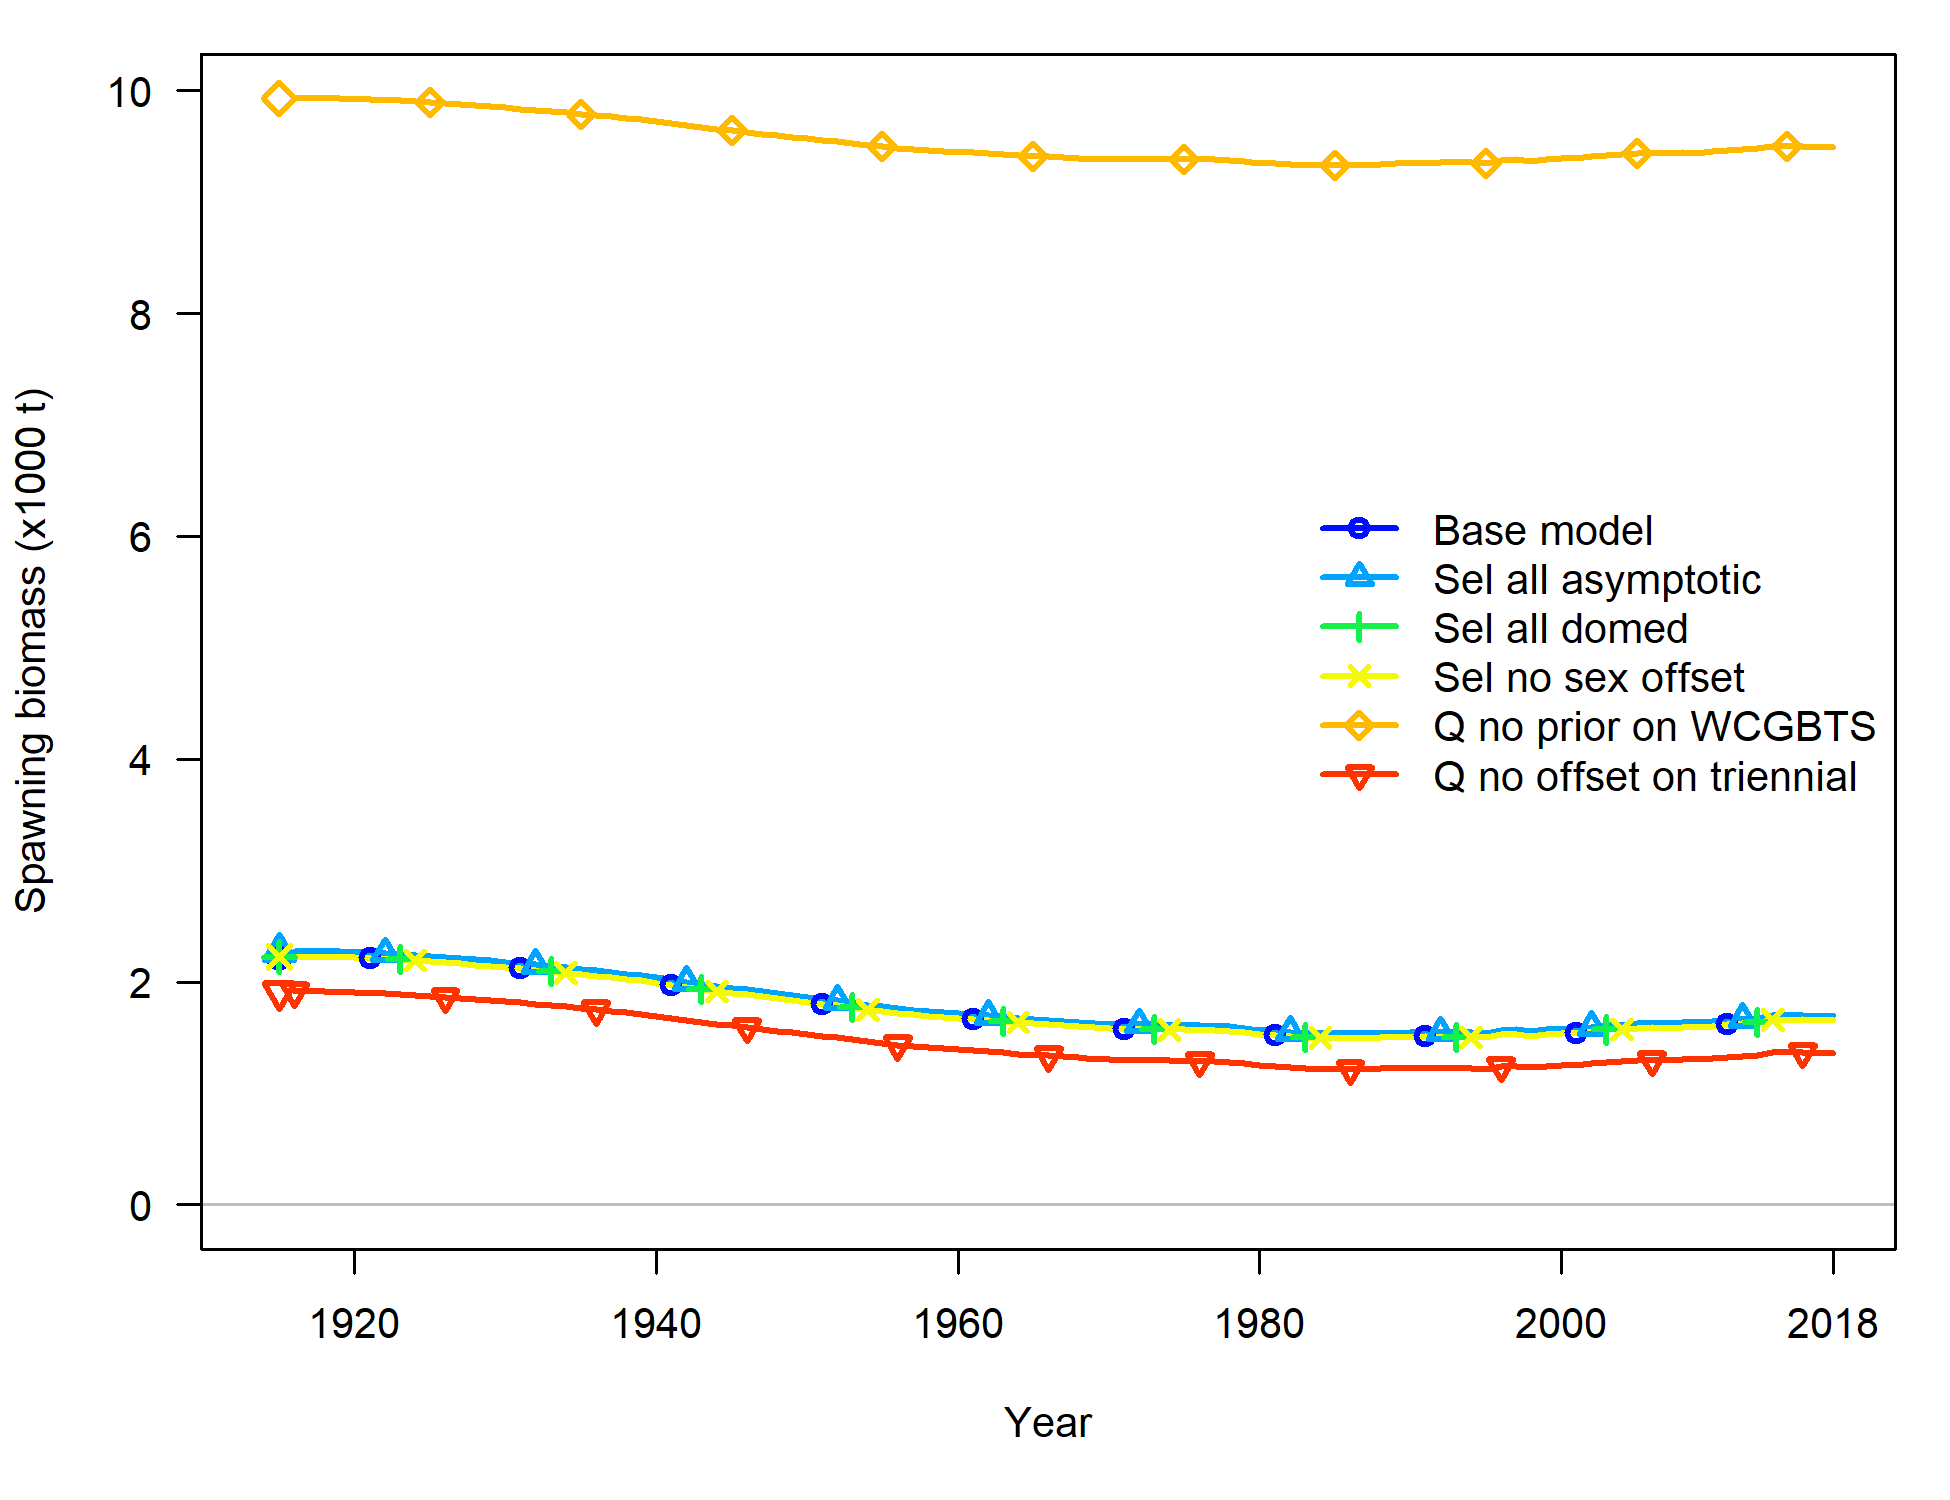 Spawning biomass (x1000 t)
10
8
6
4
2
0
Base model
Sel all asymptotic
Sel all domed
Sel no sex offset
Q no prior on WCGBTS
Q no offset on triennial
1920 1940 1960 1980 2000 2018
Year